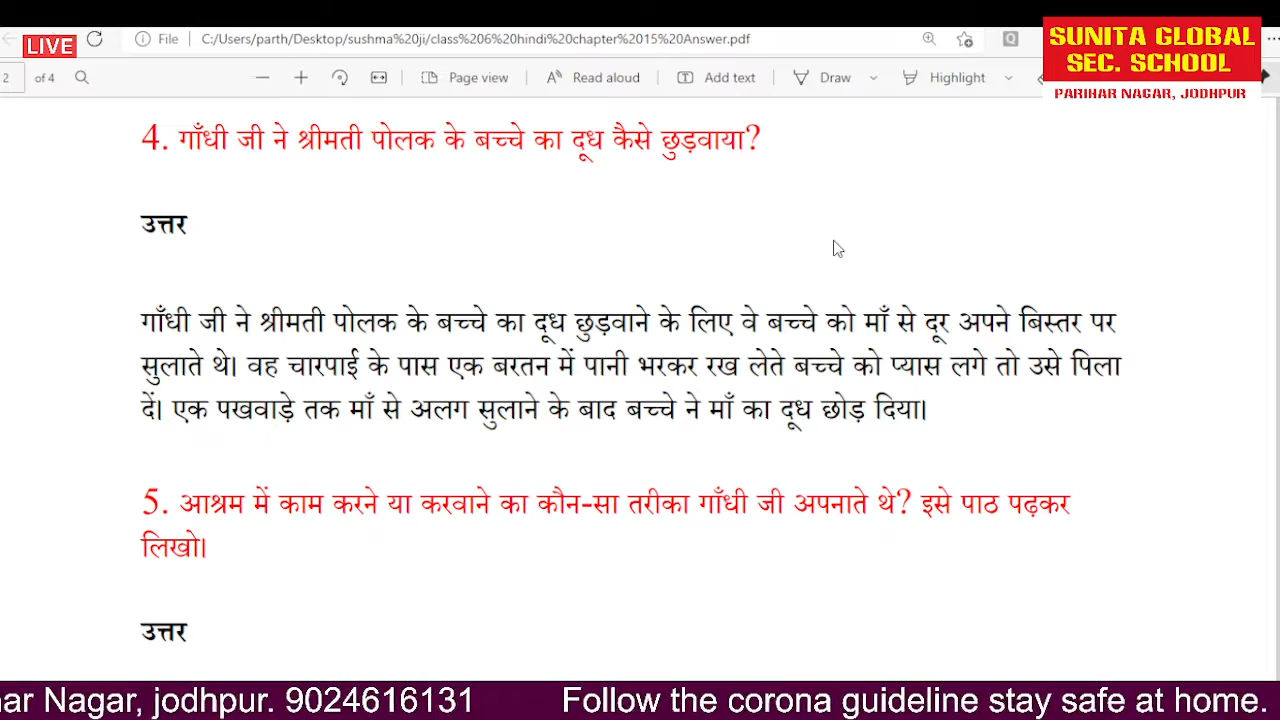 LIVE
File
C:/Users/parth/Desktop/susma%20ji/class%206%20hindi%20chapter%2015%20Answer.pdf
SUNITA GLOBAL
SEC. SCHOOL
PARIHAR NAGAR, JODHPUR
2 of 4
Page view
Read aloud
Add text
Draw
Highlight
4. गाँधी जी ने श्रीमती पोलक के बच्चे का दूध कैसे छुड़वाया?
उत्तर
गाँधी जी ने श्रीमती पोलक के बच्चे का दूध छुड़वाने के लिए वे बच्चे को माँ से दूर अपने बिस्तर पर
सुलाते थे। वह चारपाई के पास एक बरतन में पानी भरकर रख लेते बच्चे को प्यास लगे तो उसे पिला
दें। एक पखवाड़े तक माँ से अलग सुलाने के बाद बच्चे ने माँ का दूध छोड़ दिया।
5. आश्रम में काम करने या करवाने का कौन-सा तरीका गाँधी जी अपनाते थे? इसे पाठ पढ़कर
लिखो।
उत्तर
ar Nagar, jodhpur. 9024616131 Follow the corona guideline stay safe at home.